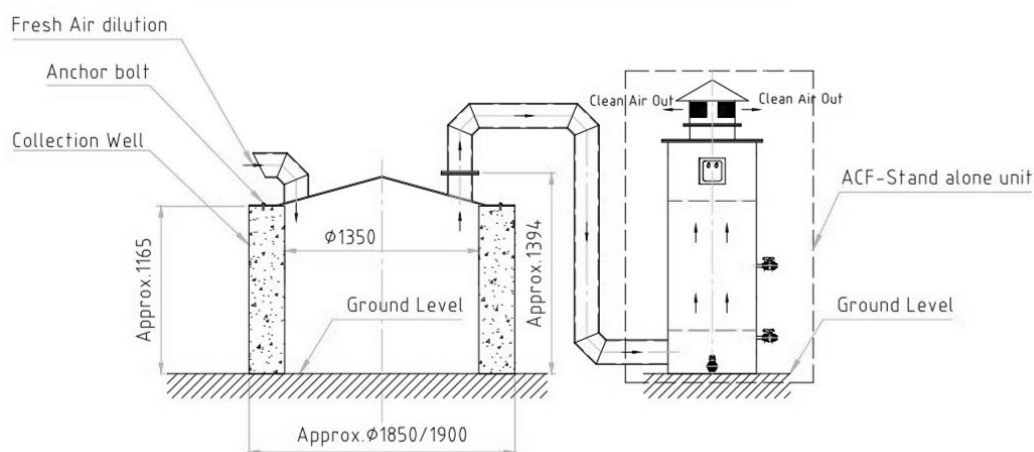 Fresh Air dilution
Anchor bolt
Collection Well
Clean Air Out
Clean Air Out
ACF-Stand alone unit
Φ1350
Approx.1165
Approx.1394
Ground Level
Ground Level
Approx.Φ1850/1900